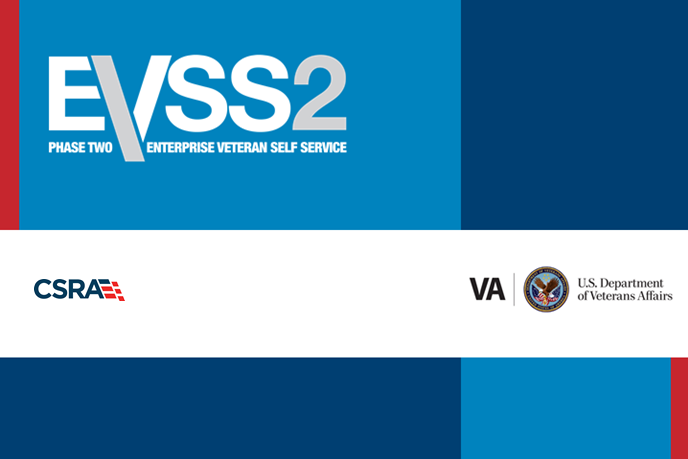 EVSS2
PHASE TWO ENTERPRISE VETERAN SELF SERVICE
CSRA
VA
U.S. Department
of Veterans Affairs